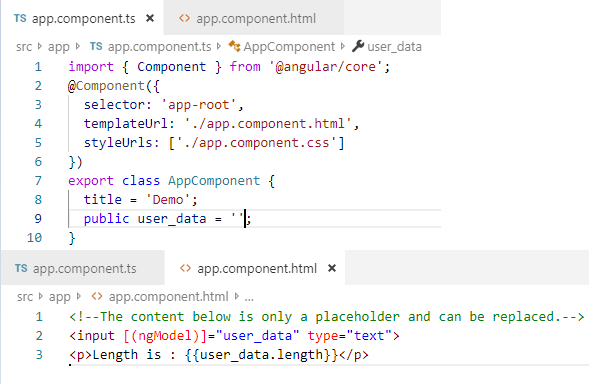 TS app.component.ts × <> app.component.html
src > app > TS app.component.ts > AppComponent > user_data
1 import { Component } from '@angular/core';
2 @Component({
3 selector: 'app-root',
4 templateUrl: './app.component.html',
5 styleUrls: ['./app.component.css']
6 })
7 export class AppComponent {
8 title = 'Demo';
9 public user_data = '';
10 }
TS app.component.ts <> app.component.html ×
src > app > <> app.component.html > ...
1 <!--The content below is only a placeholder and can be replaced.-->
2 <input [(ngModel)]="user_data" type="text">
3 <p>Length is : {{user_data.length}}</p>